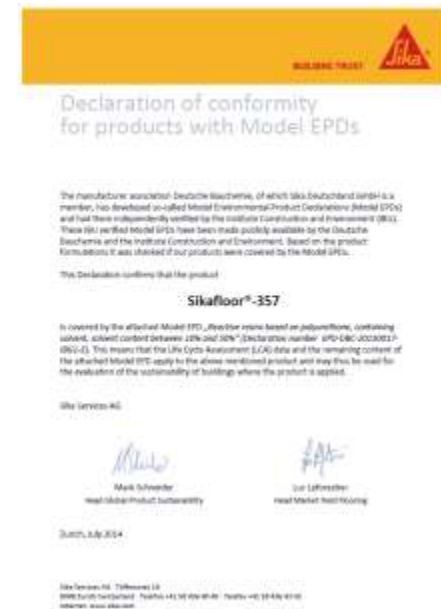 BUILDING TRUST
Sika
Declaration of conformity
for products with Model EPDs
The manufacturer association Deutsche Bauchemie, of which Sika Deutschland GmbH is a
member, has developed so-called Model Environmental Product Declarations (Model EPDs)
and had them independently verified by the Institute Construction and Environment (IBU).
These IBU verified Model EPDs have been made publicly available by the Deutsche
Bauchemie and the Institute Construction and Environment. Based on the product
formulations it was checked if our products were covered by the Model EPDs.
This Declaration confirms that the product
Sikafloor®-357
is covered by the attached Model EPD „Reactive resins based on polyurethane, containing
solvent, solvent content between 10% and 50%" (Declaration number
). This means that the Life Cycle Assessment (LCA) data and the remaining content of
the attached Model EPD apply to the above mentioned product and may thus be used for
the evaluation of the sustainability of buildings where the product is applied.
Sika Services AG
Mark Schneider
Luc
Head Global Product Sustainability
Head Market Field Flooring
Zurich, July 2014
Sika Services AG
Zurich Switzerland
Internet: www.sika.com